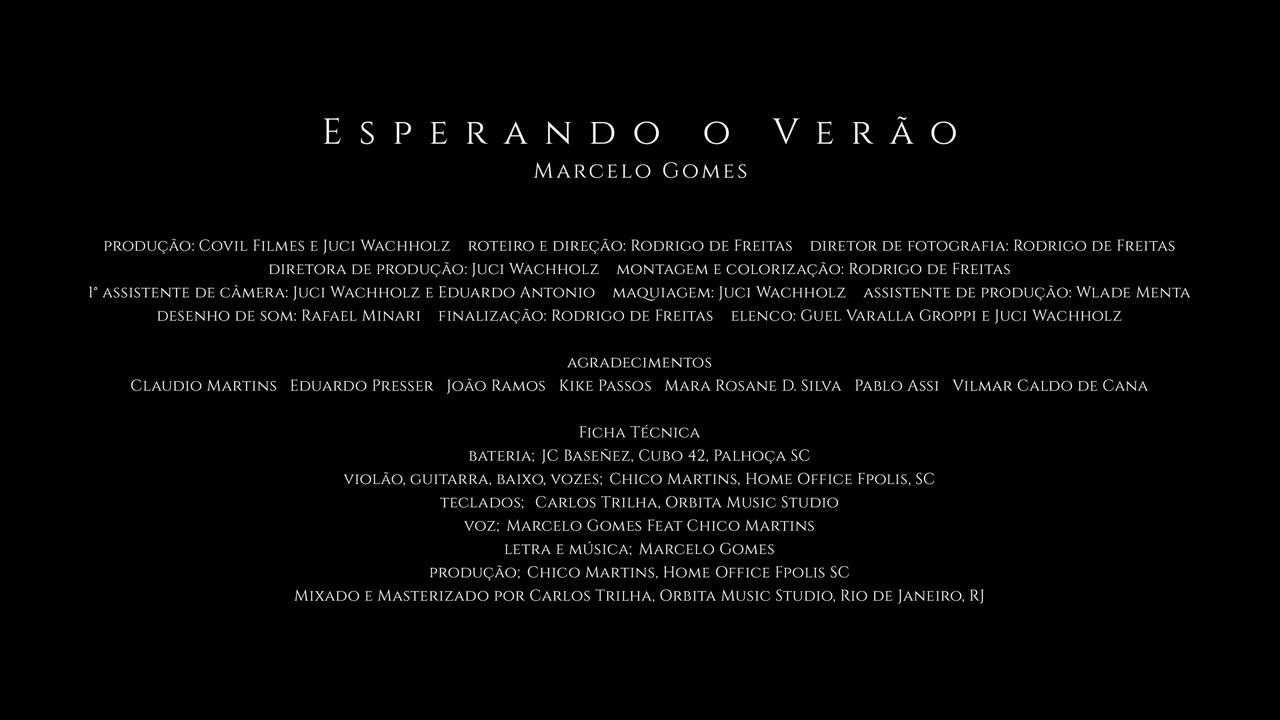 Esperando o Verão
Marcelo Gomes
produção: Covil Filmes e Juci Wachholz roteiro e direção: Rodrigo de Freitas diretor de fotografia: Rodrigo de Freitas
diretora de produção: Juci Wachholz montagem e colorização: Rodrigo de Freitas
1º assistente de câmera: Juci Wachholz e Eduardo Antonio maquiagem: Juci Wachholz assistente de produção: Wlade Menta
desenho de som: Rafael Minari finalização: Rodrigo de Freitas elenco: Guel Varalla Groppi e Juci Wachholz
agradecimentos
Claudio Martins Eduardo Presser João Ramos Kike Passos Mara Rosane D. Silva Pablo Assi Vilmar Caldo de Cana
Ficha Técnica
bateria; JC Baseñez, Cubo 42, Palhoça SC
violão, guitarra, baixo, vozes; Chico Martins, Home Office Fpolis, SC
teclados; Carlos Trilha, Orbita Music Studio
voz; Marcelo Gomes Feat Chico Martins
letra e música; Marcelo Gomes
produção; Chico Martins, Home Office Fpolis SC
Mixado e Masterizado por Carlos Trilha, Orbita Music Studio, Rio de Janeiro, RJ